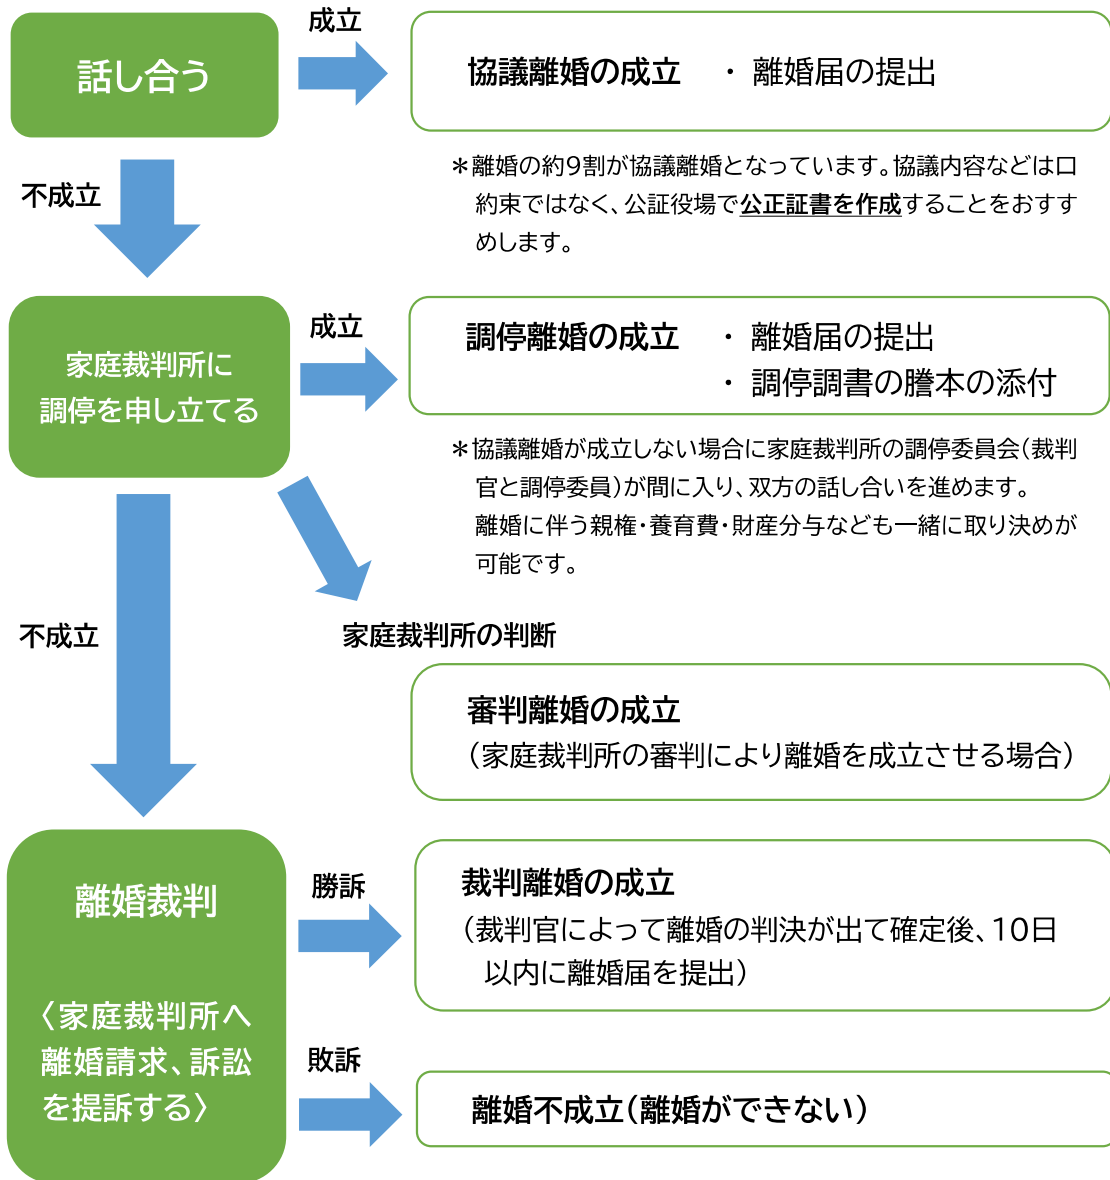 話し合う
成立
協議離婚の成立　・ 離婚届の提出
不成立
＊離婚の約9割が協議離婚となっています。協議内容などは口
約束ではなく、公証役場で公正証書を作成することをおすす
めします。
家庭裁判所に
調停を申し立てる
成立
調停離婚の成立　・ 離婚届の提出
・ 調停調書の謄本の添付
＊協議離婚が成立しない場合に家庭裁判所の調停委員会（裁判
官と調停委員）が間に入り、双方の話し合いを進めます。
離婚に伴う親権・養育費・財産分与なども一緒に取り決めが
可能です。
不成立
家庭裁判所の判断
審判離婚の成立
（家庭裁判所の審判により離婚を成立させる場合）
離婚裁判
〈家庭裁判所へ
離婚請求、訴訟
を提訴する〉
勝訴
裁判離婚の成立
（裁判官によって離婚の判決が出て確定後、10日
以内に離婚届を提出）
敗訴
離婚不成立（離婚ができない）